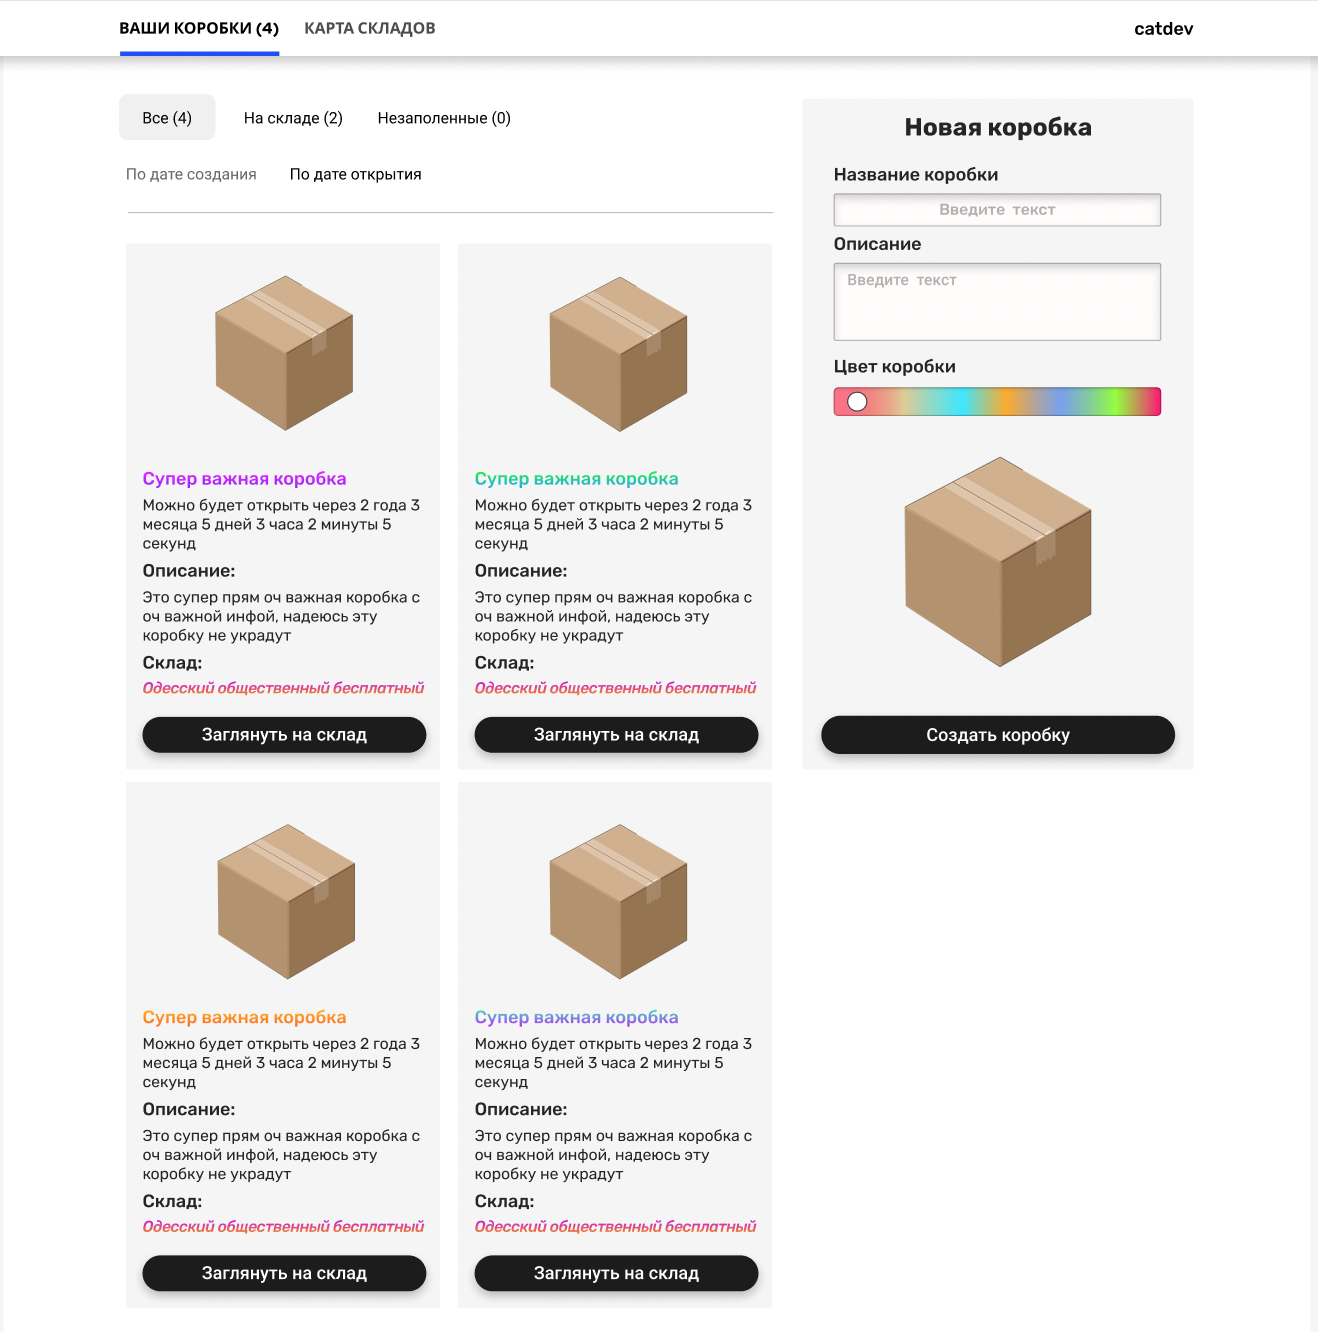 ВАШИ КОРОБКИ (4) КАРТА СКЛАДОВ catdev
Все (4) На складе (2) Незаполенные (0)
По дате создания По дате открытия
Супер важная коробка
Можно будет открыть через 2 года 3
месяца 5 дней 3 часа 2 минуты 5
секунд
Описание:
Это супер прям оч важная коробка с
оч важной инфой, надеюсь эту
коробку не украдут
Склад:
Одесский общественный бесплатный
Заглянуть на склад
Супер важная коробка
Можно будет открыть через 2 года 3
месяца 5 дней 3 часа 2 минуты 5
секунд
Описание:
Это супер прям оч важная коробка с
оч важной инфой, надеюсь эту
коробку не украдут
Склад:
Одесский общественный бесплатный
Заглянуть на склад
Супер важная коробка
Можно будет открыть через 2 года 3
месяца 5 дней 3 часа 2 минуты 5
секунд
Описание:
Это супер прям оч важная коробка с
оч важной инфой, надеюсь эту
коробку не украдут
Склад:
Одесский общественный бесплатный
Заглянуть на склад
Супер важная коробка
Можно будет открыть через 2 года 3
месяца 5 дней 3 часа 2 минуты 5
секунд
Описание:
Это супер прям оч важная коробка с
оч важной инфой, надеюсь эту
коробку не украдут
Склад:
Одесский общественный бесплатный
Заглянуть на склад
Новая коробка
Название коробки
Введите текст
Описание
Введите текст
Цвет коробки
Создать коробку